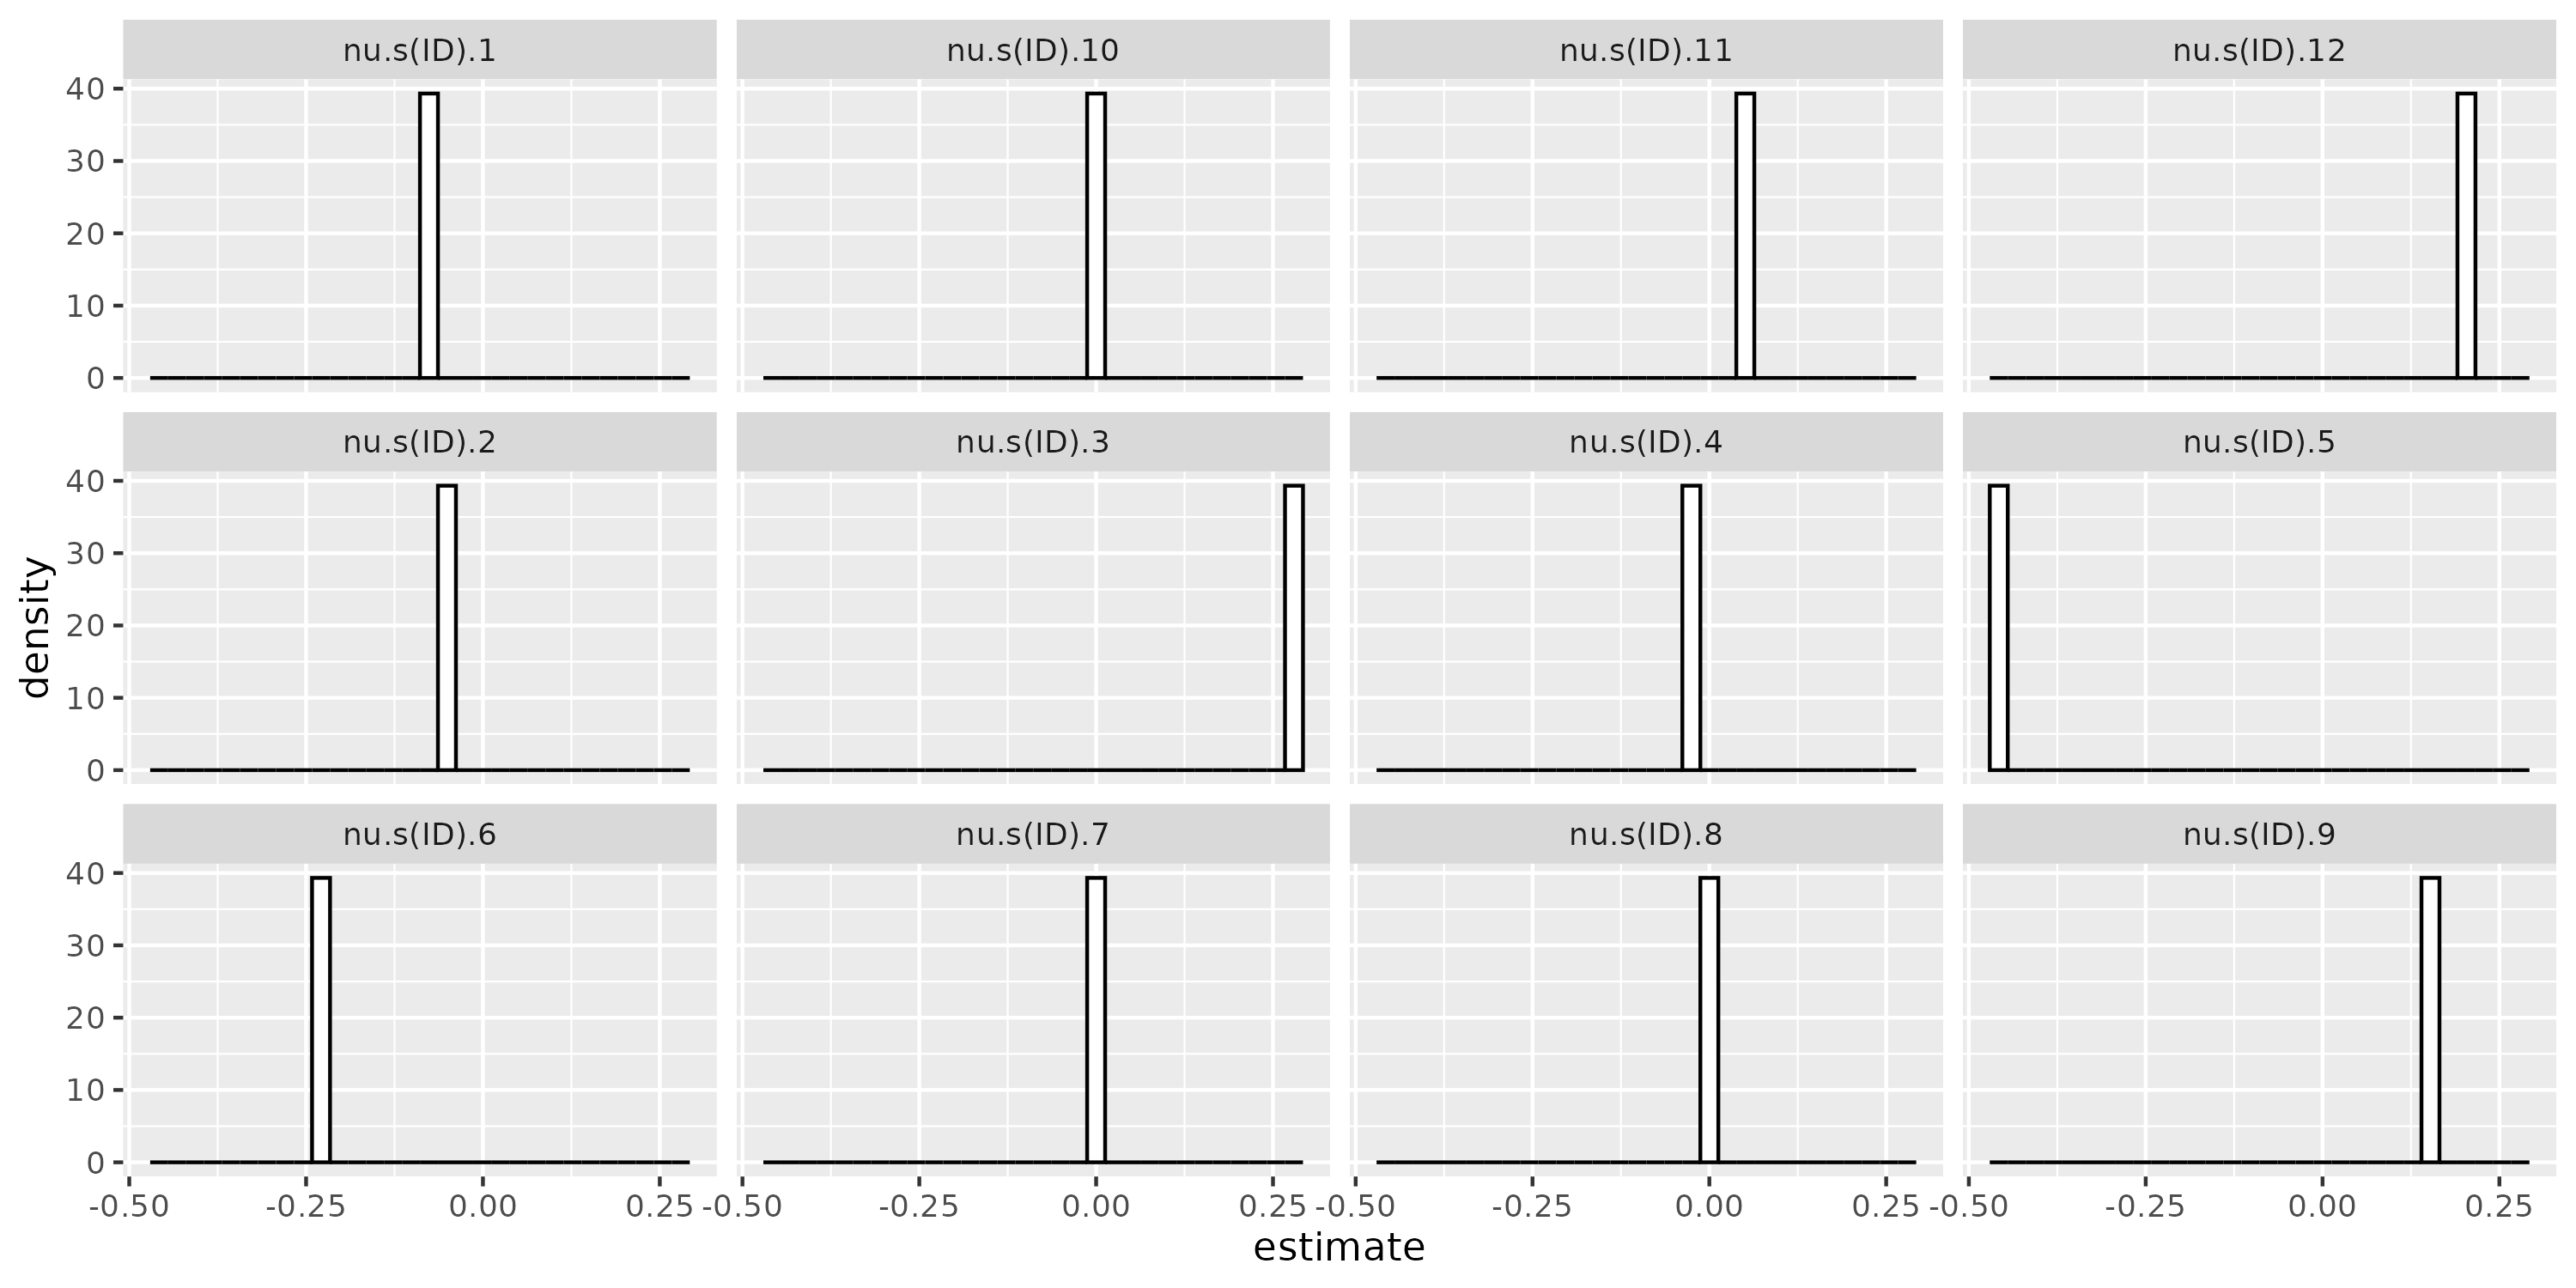 nu.s(ID).1 nu.s(ID).10 nu.s(ID).11 nu.s(ID).12
40
30
20
10
0
nu.s(ID).2 nu.s(ID).3 nu.s(ID).4 nu.s(ID).5
40
30
20
10
0
density
nu.s(ID).6 nu.s(ID).7 nu.s(ID).8 nu.s(ID).9
40
30
20
10
0
-0.50 -0.25 0.00 0.25 -0.50 -0.25 0.00 0.25 -0.50 -0.25 0.00 0.25 -0.50 -0.25 0.00 0.25
estimate